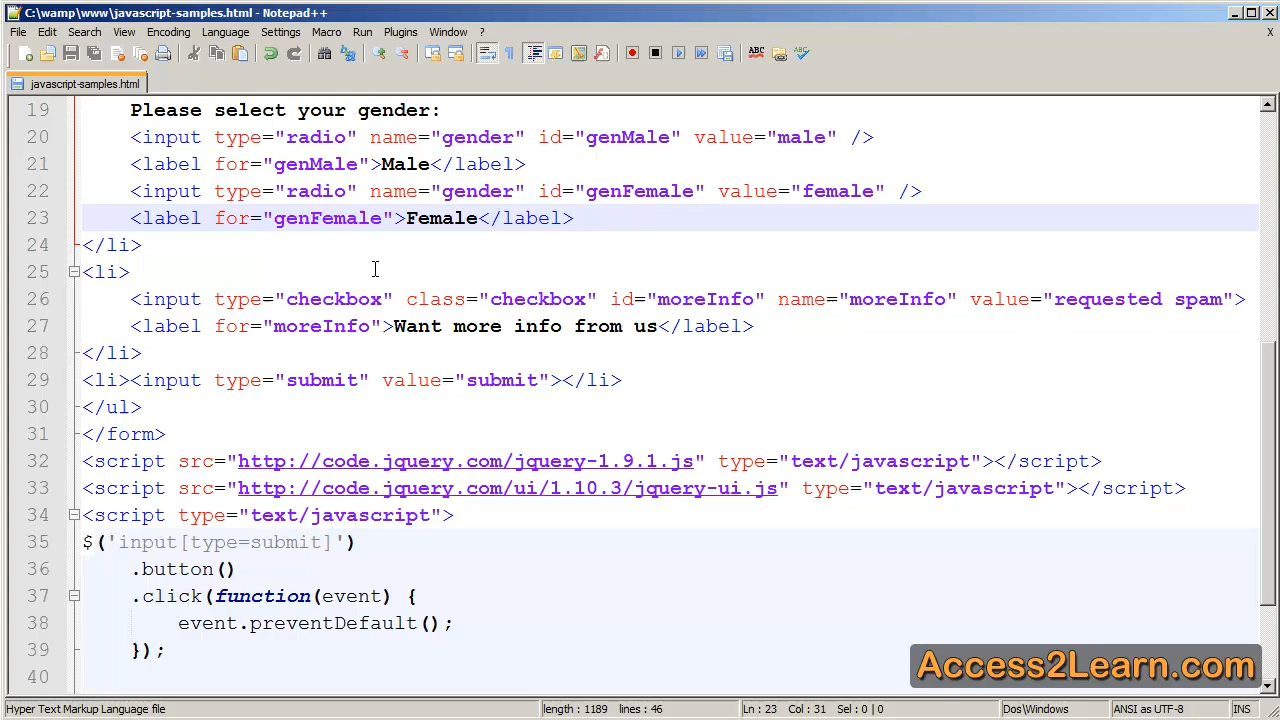 C:\wamp\www\javascript-samples.html - Notepad++
File Edit Search View Encoding Language Settings Macro Run Plugins Window ? X
javascript-samples.html
19 Please select your gender:
20 <input type="radio" name="gender" id="genMale" value="male" />
21 <label for="genMale">Male</label>
22 <input type="radio" name="gender" id="genFemale" value="female" />
23 <label for="genFemale">Female</label>
24 </li>
25 <li>
26 <input type="checkbox" class="checkbox" id="moreInfo" name="moreInfo" value="requested spam">
27 <label for="moreInfo">Want more info from us</label>
28 </li>
29 <li><input type="submit" value="submit"></li>
30 </ul>
31 </form>
32 <script src="http://code.jquery.com/jquery-1.9.1.js" type="text/javascript"></script>
33 <script src="http://code.jquery.com/ui/1.10.3/jquery-ui.js" type="text/javascript"></script>
34 <script type="text/javascript">
35 $('input[type=submit]')
36 .button()
37 .click(function(event) {
38 event.preventDefault();
39 });
40
Access2Learn.com
Hyper Text Markup Language file length : 1189 lines : 46 Ln : 23 Col : 31 Sel : 0 | 0 Dos\Windows ANSI as UTF-8 INS